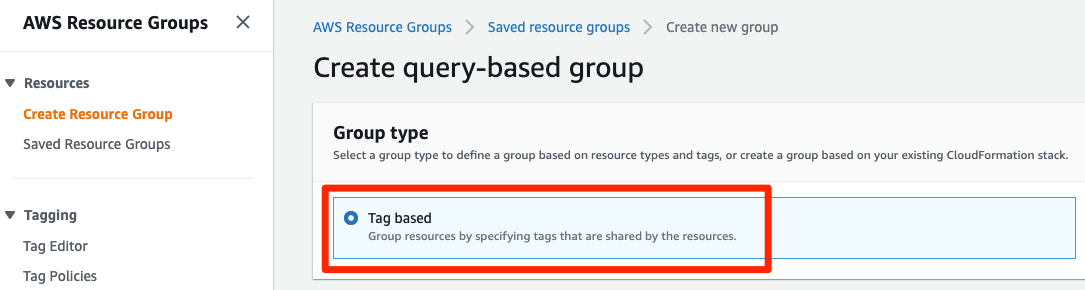 AWS Resource Groups
Resources
Create Resource Group
Saved Resource Groups
Tagging
Tag Editor
Tag Policies
AWS Resource Groups > Saved resource groups > Create new group
Create query-based group
Group type
Select a group type to define a group based on resource types and tags, or create a group based on your existing CloudFormation stack.
Tag based
Group resources by specifying tags that are shared by the resources.